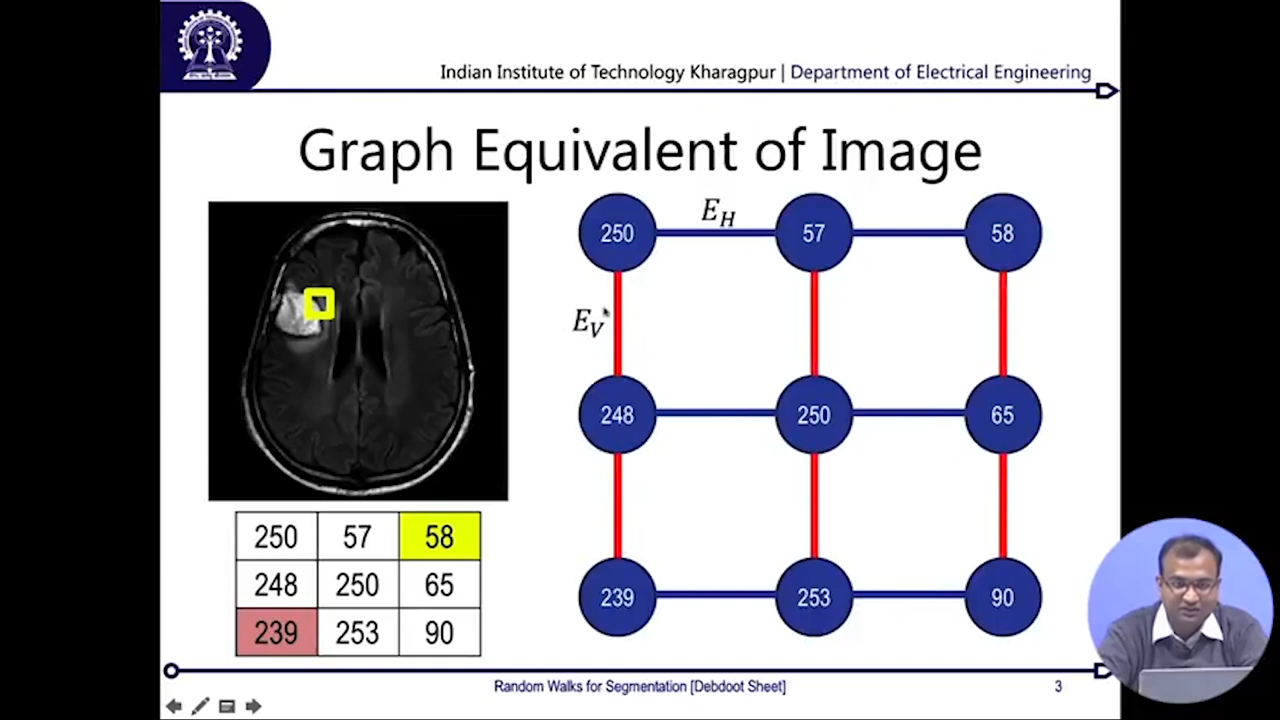 Indian Institute of Technology Kharagpur | Department of Electrical Engineering
Graph Equivalent of Image
250 E_H 57 58
E_V
248 250 65
239 253 90
250 57 58
248 250 65
239 253 90
Random Walks for Segmentation [Debdoot Sheet]
3